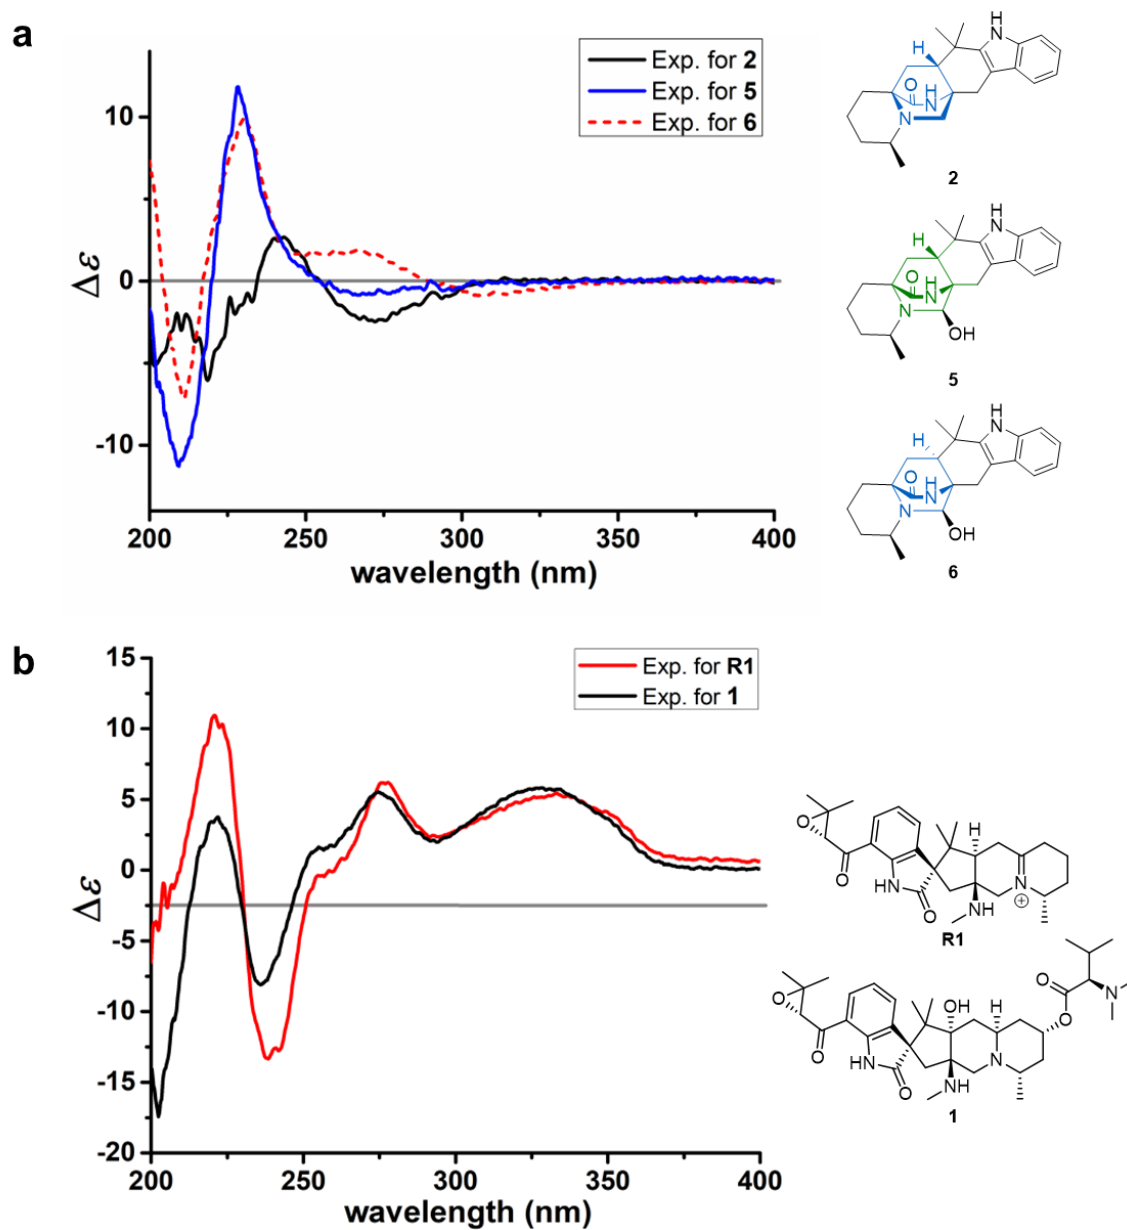 a
Exp. for 2
Exp. for 5
Exp. for 6
10
0
-10
Δε
200 250 300 350 400
wavelength (nm)
H
N
H
O
H
N
N
2
H
N
H
O
H
N
N
OH
5
H
N
H
O
H
N
N
OH
6
b
Exp. for R1
Exp. for 1
15
10
5
0
-5
-10
-15
-20
Δε
200 250 300 350 400
wavelength (nm)
O
O
NH
O
H
N
⊕
NH
R1
O
O
NH
O
OH
H
N
NH
O
O
N
1